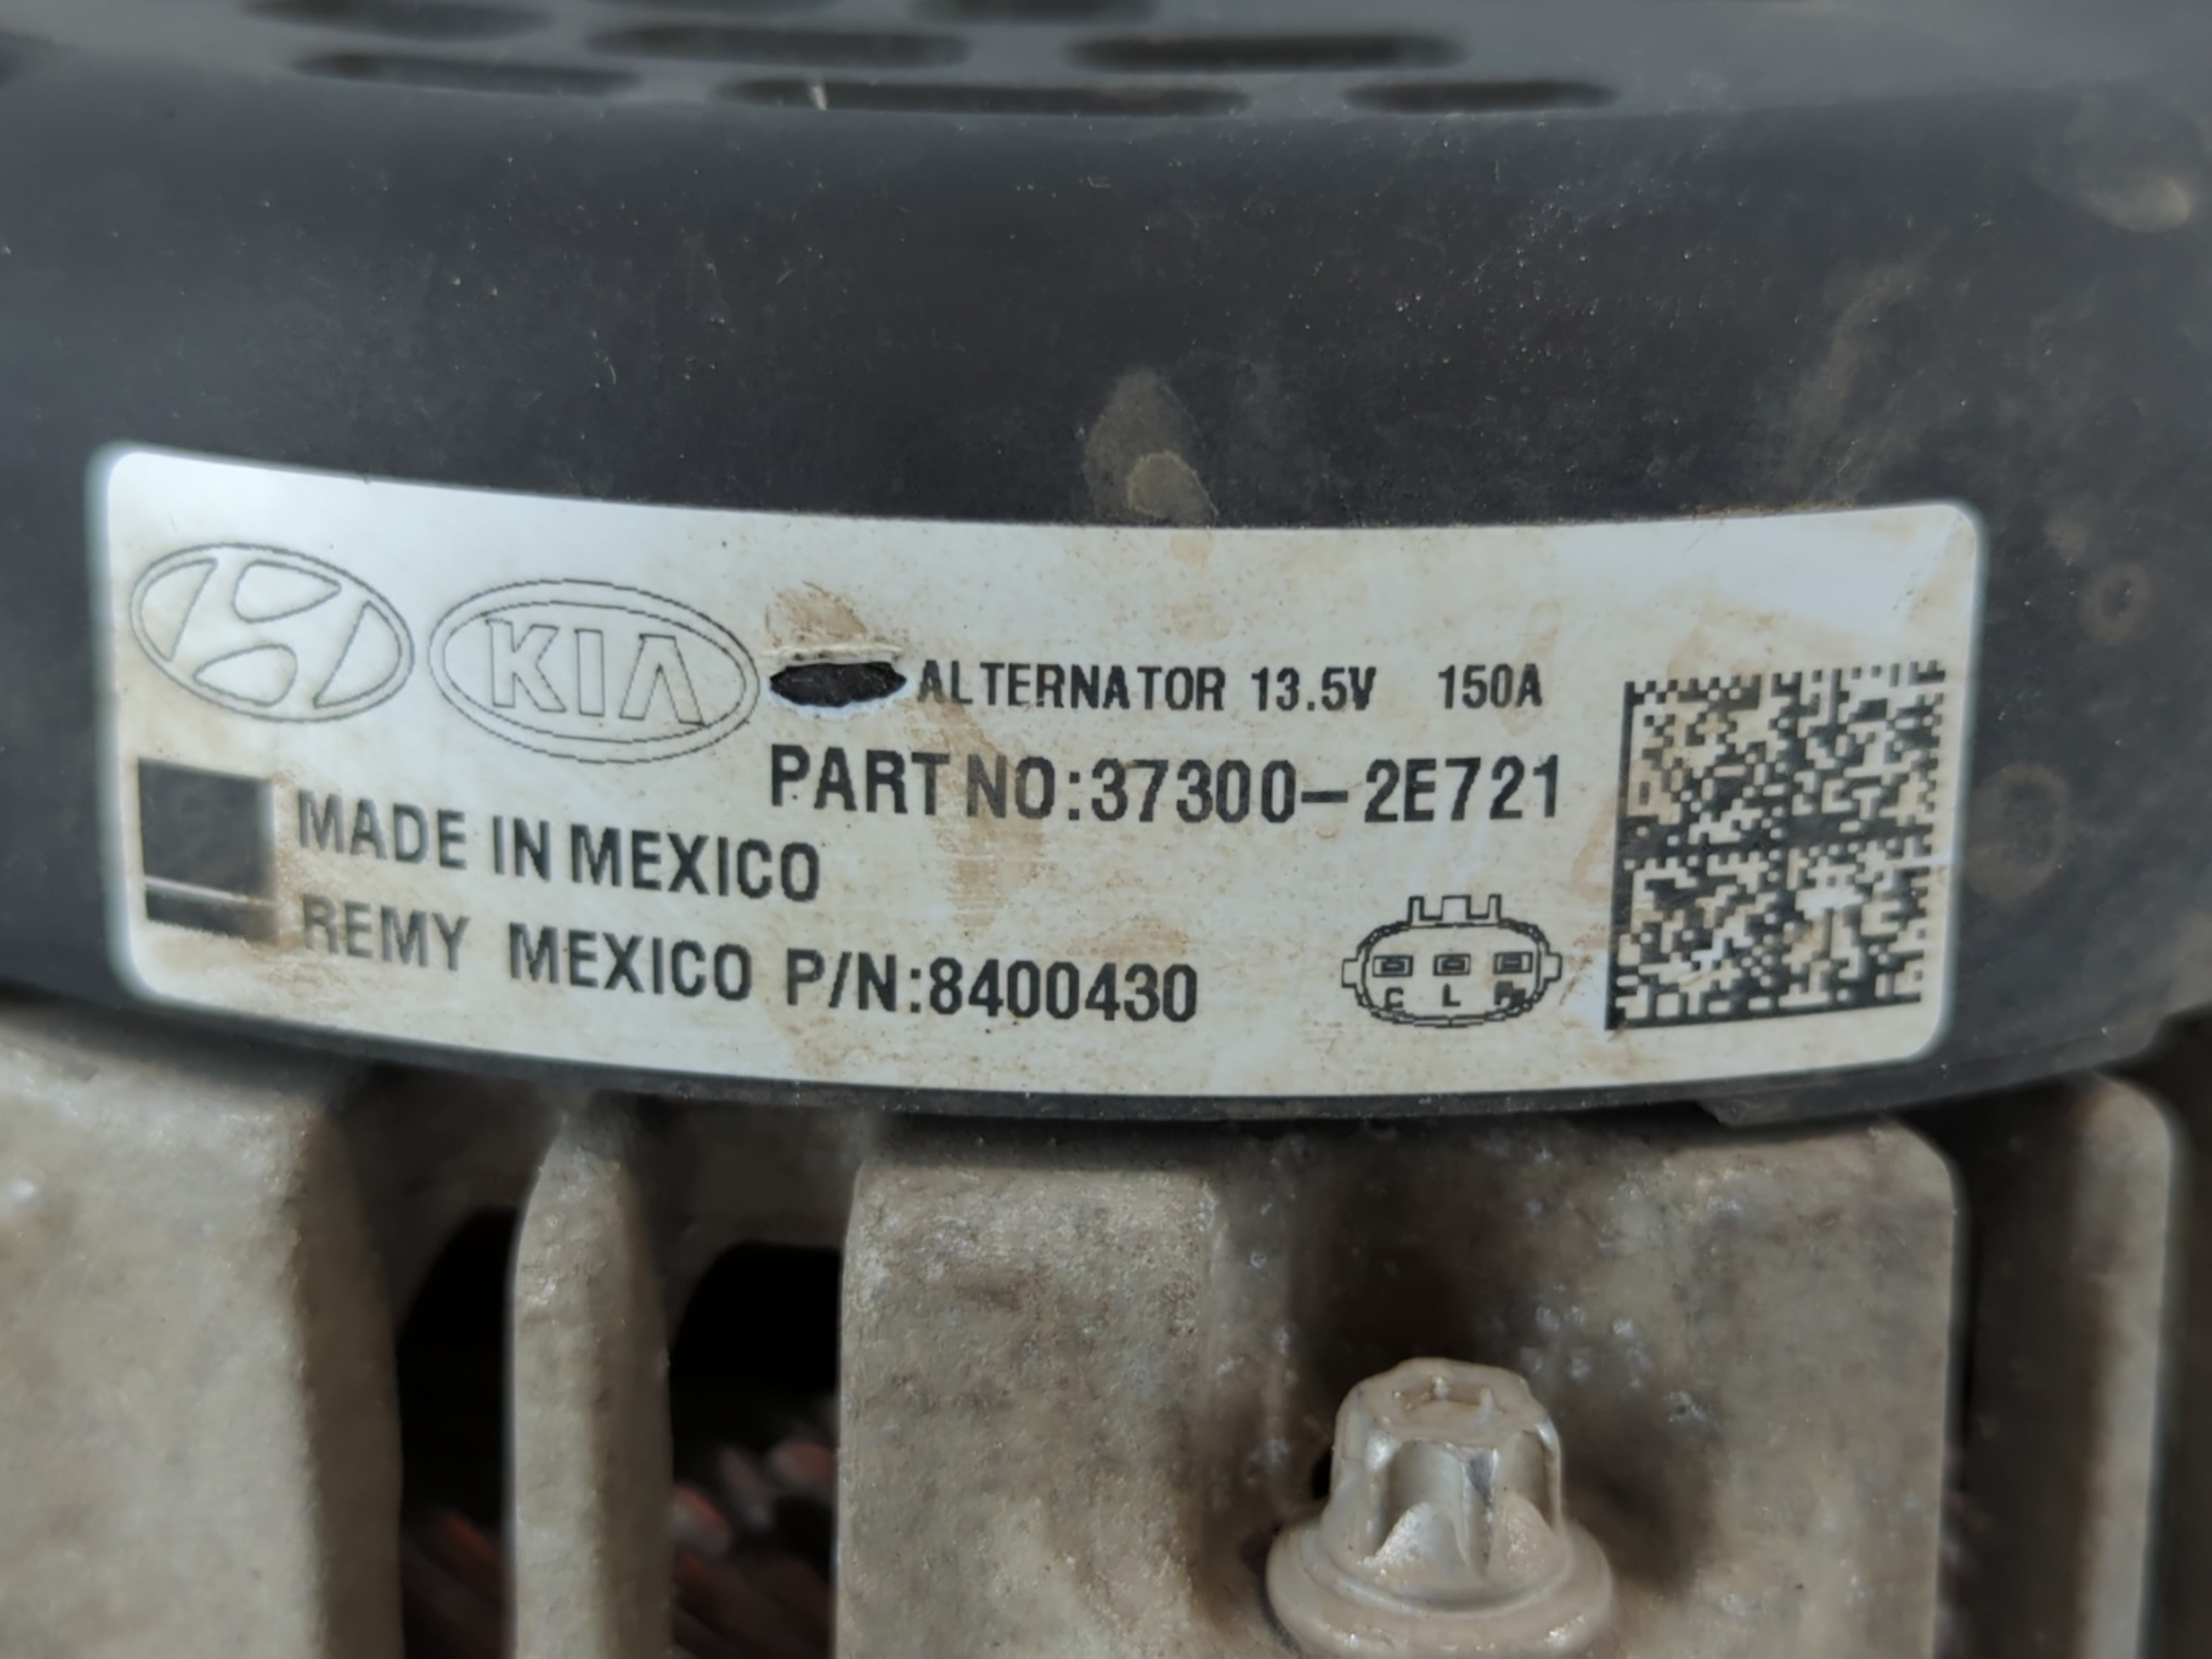 KIA
ALTERNATOR 13.5V 150A
PART NO:37300-2E721
MADE IN MEXICO
REMY MEXICO P/N:8400430
C L